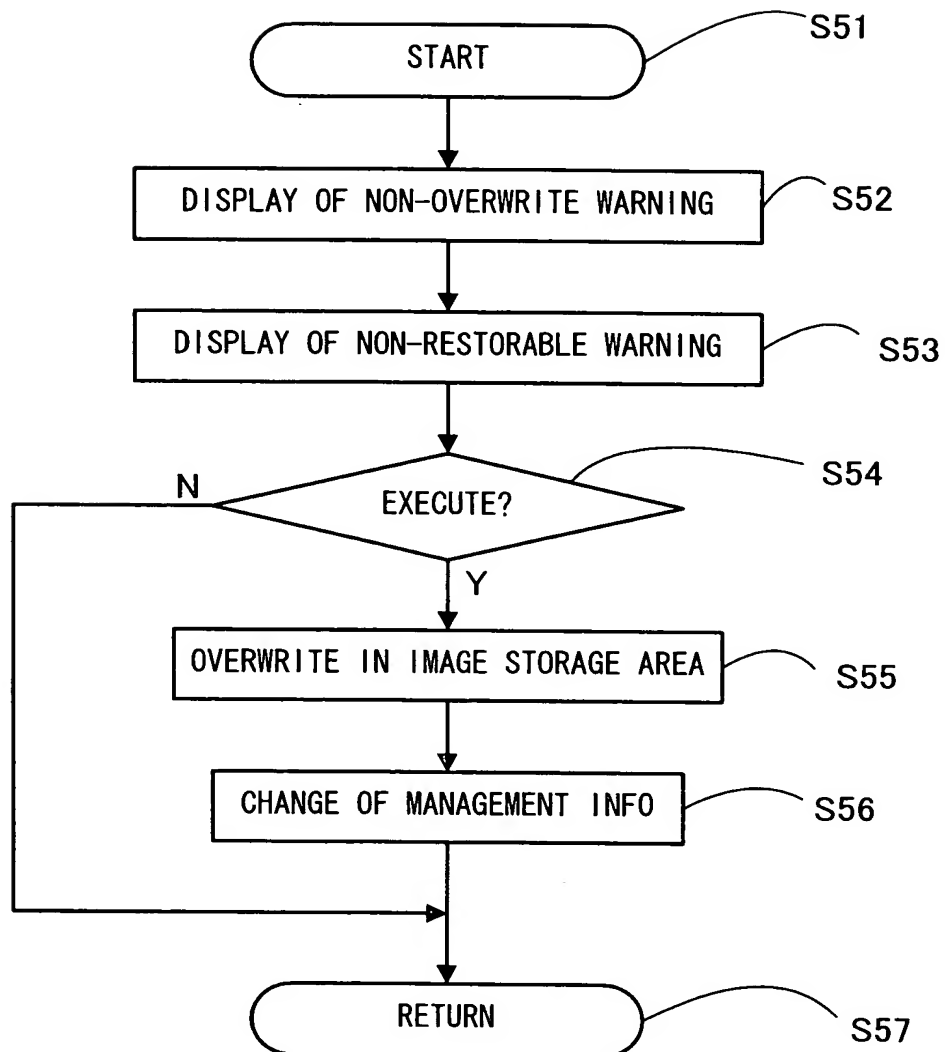 START
S51
DISPLAY OF NON-OVERWRITE WARNING
S52
DISPLAY OF NON-RESTORABLE WARNING
S53
EXECUTE?
S54
N
Y
OVERWRITE IN IMAGE STORAGE AREA
S55
CHANGE OF MANAGEMENT INFO
S56
RETURN
S57